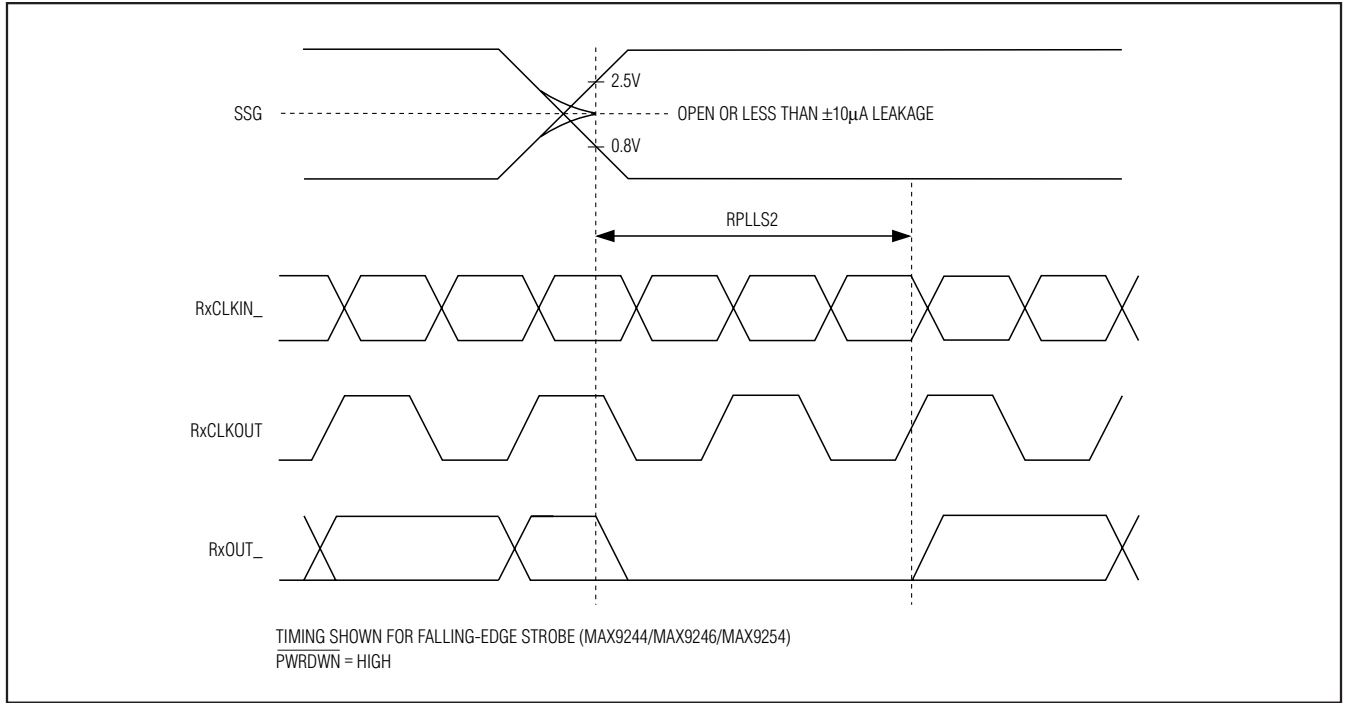 2.5V
SSG
OPEN OR LESS THAN ±10µA LEAKAGE
0.8V
RPLLS2
RxCLKIN_
RxCLKOUT
RxOUT_
TIMING SHOWN FOR FALLING-EDGE STROBE (MAX9244/MAX9246/MAX9254)
P̅W̅R̅D̅W̅N̅ = HIGH